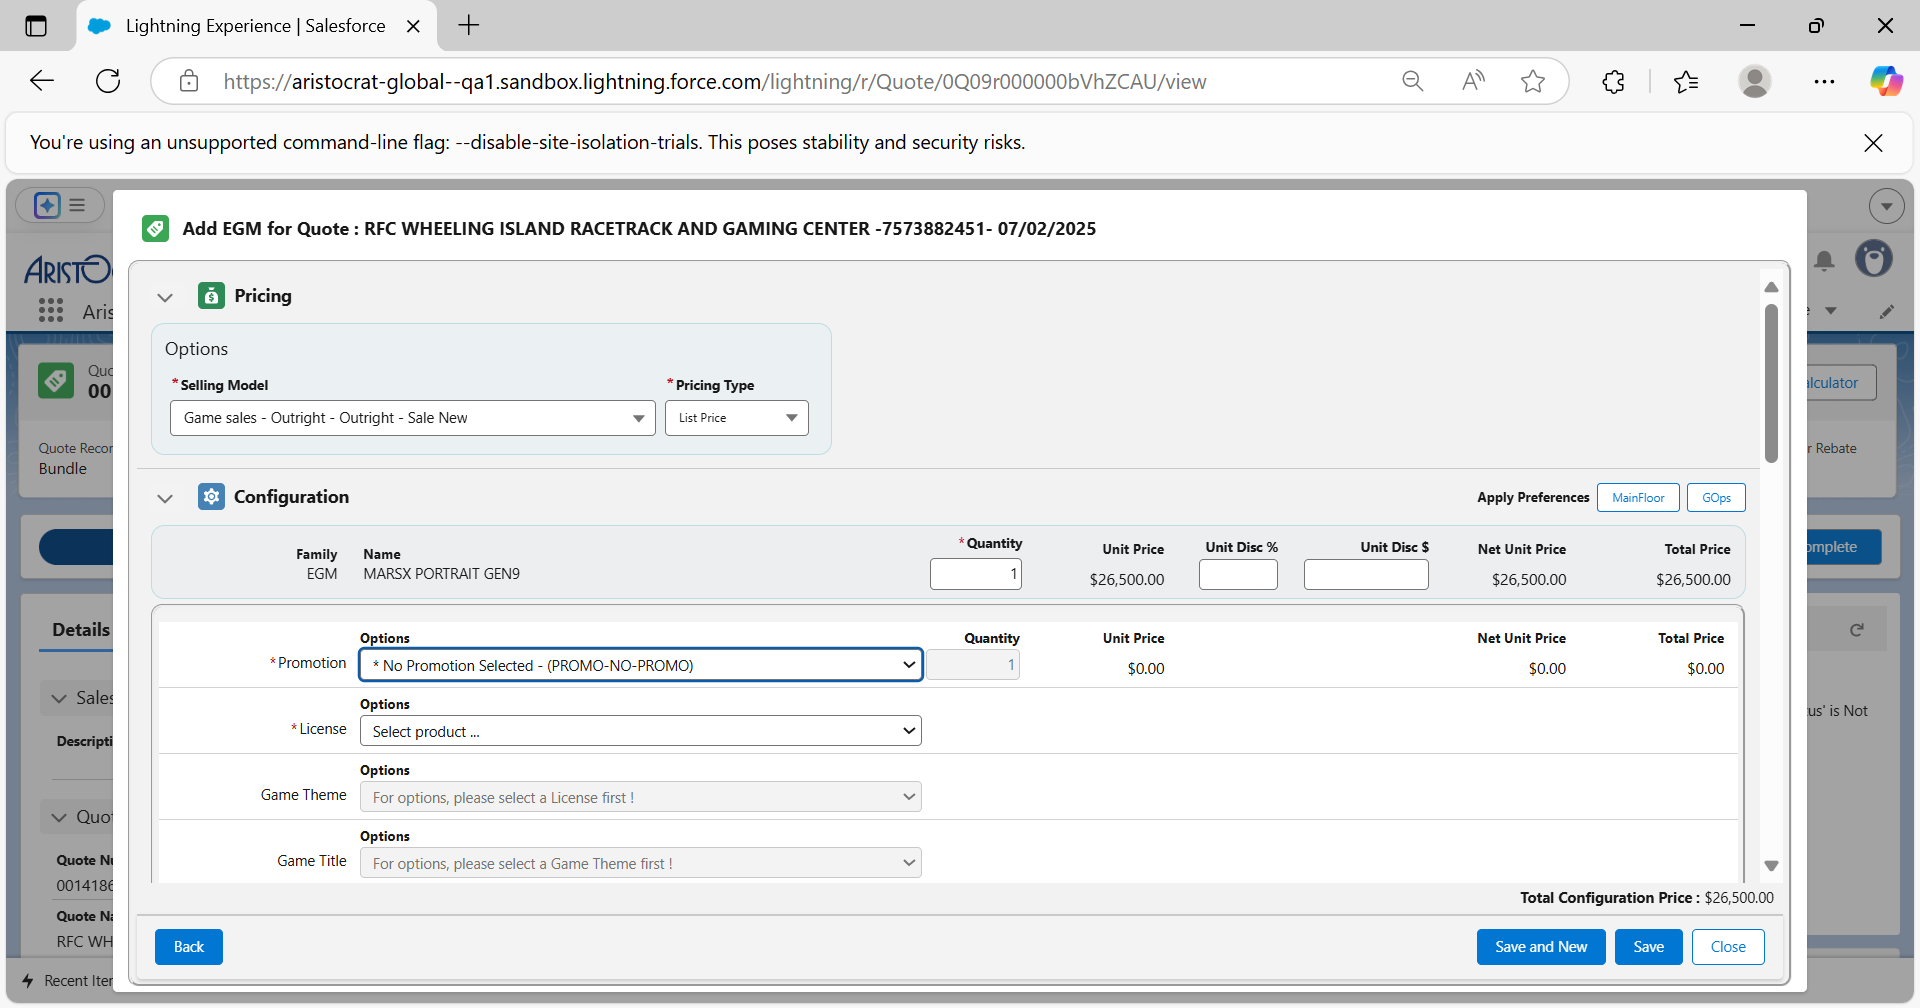 Lightning Experience | Salesforce
https://aristocrat-global--qa1.sandbox.lightning.force.com/lightning/r/Quote/0Q09r000000bVhZCAU/view
You're using an unsupported command-line flag: --disable-site-isolation-trials. This poses stability and security risks.
Add EGM for Quote : RFC WHEELING ISLAND RACETRACK AND GAMING CENTER -7573882451- 07/02/2025
Pricing
Options
*Selling Model
*Pricing Type
Game sales - Outright - Outright - Sale New
List Price
Configuration
Apply Preferences
MainFloor
GOps
Family
EGM
Name
MARSX PORTRAIT GEN9
*Quantity
1
Unit Price
$26,500.00
Unit Disc %
Unit Disc $
Net Unit Price
$26,500.00
Total Price
$26,500.00
Options
Quantity
Unit Price
Net Unit Price
Total Price
*Promotion
* No Promotion Selected - (PROMO-NO-PROMO)
1
$0.00
$0.00
$0.00
Options
*License
Select product ...
Options
Game Theme
For options, please select a License first !
Options
Game Title
For options, please select a Game Theme first !
Total Configuration Price : $26,500.00
Back
Save and New
Save
Close
ARISTOC
Aris
Quo
00
Quote Recor
Bundle
Details
Sales
Descripti
Quot
Quote Nu
0014186
Quote Na
RFC WH
Recent Iter
alculator
r Rebate
omplete
us' is Not